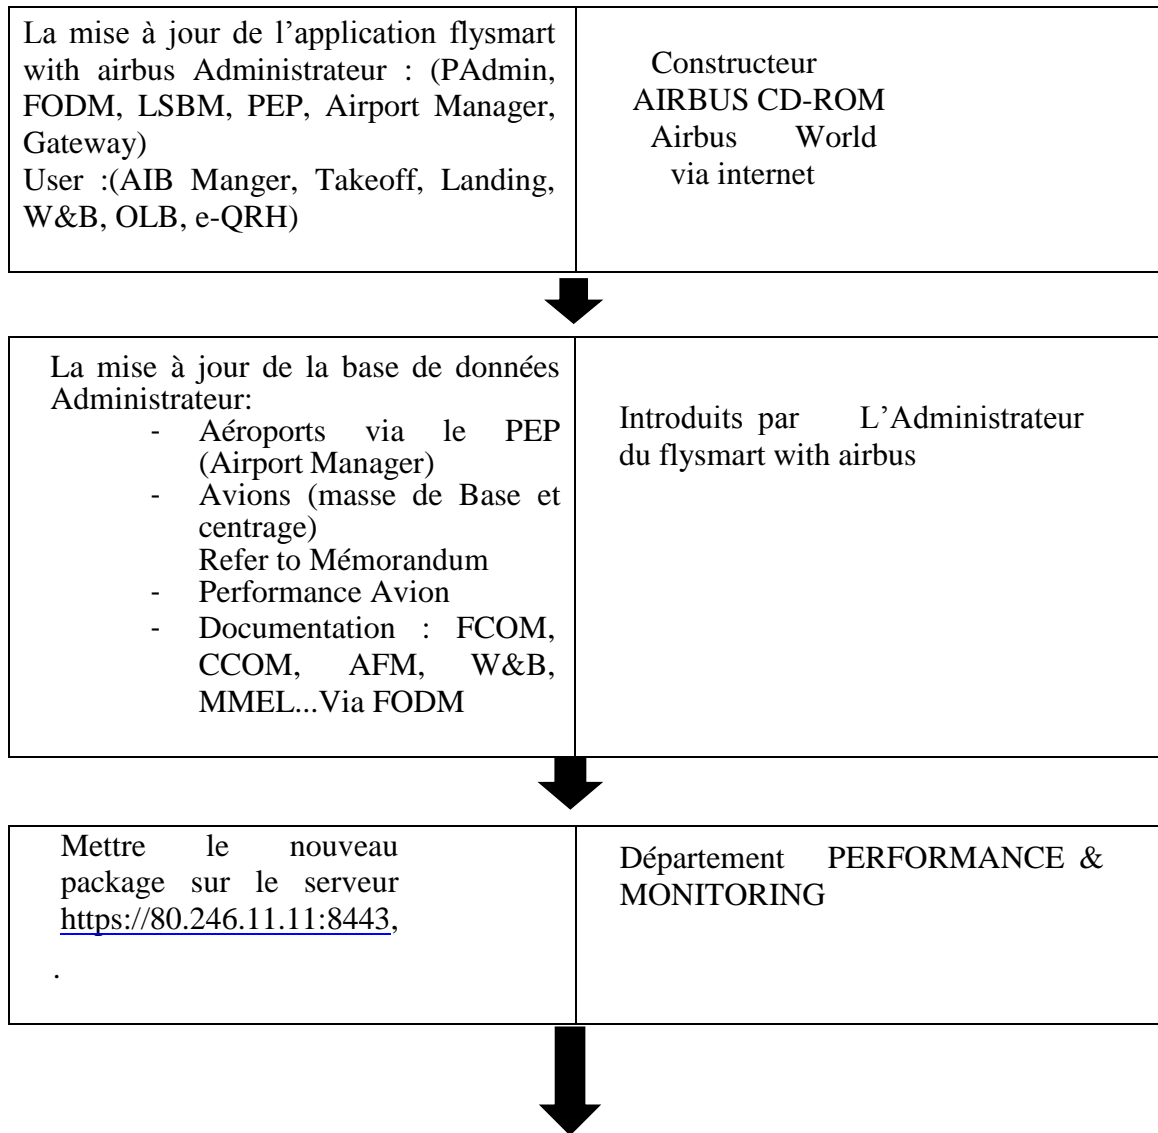 La mise à jour de l’application flysmart
with airbus Administrateur : (PAdmin,
FODM, LSBM, PEP, Airport Manager,
Gateway)
User :(AIB Manger, Takeoff, Landing,
W&B, OLB, e-QRH)
Constructeur
AIRBUS CD-ROM
Airbus World
via internet
La mise à jour de la base de données
Administrateur:
- Aéroports via le PEP
(Airport Manager)
- Avions (masse de Base et
centrage)
Refer to Mémorandum
- Performance Avion
- Documentation : FCOM,
CCOM, AFM, W&B,
MMEL...Via FODM
Introduits par L’Administrateur
du flysmart with airbus
Mettre le nouveau
package sur le serveur
https://80.246.11.11:8443,
.
Département PERFORMANCE &
MONITORING